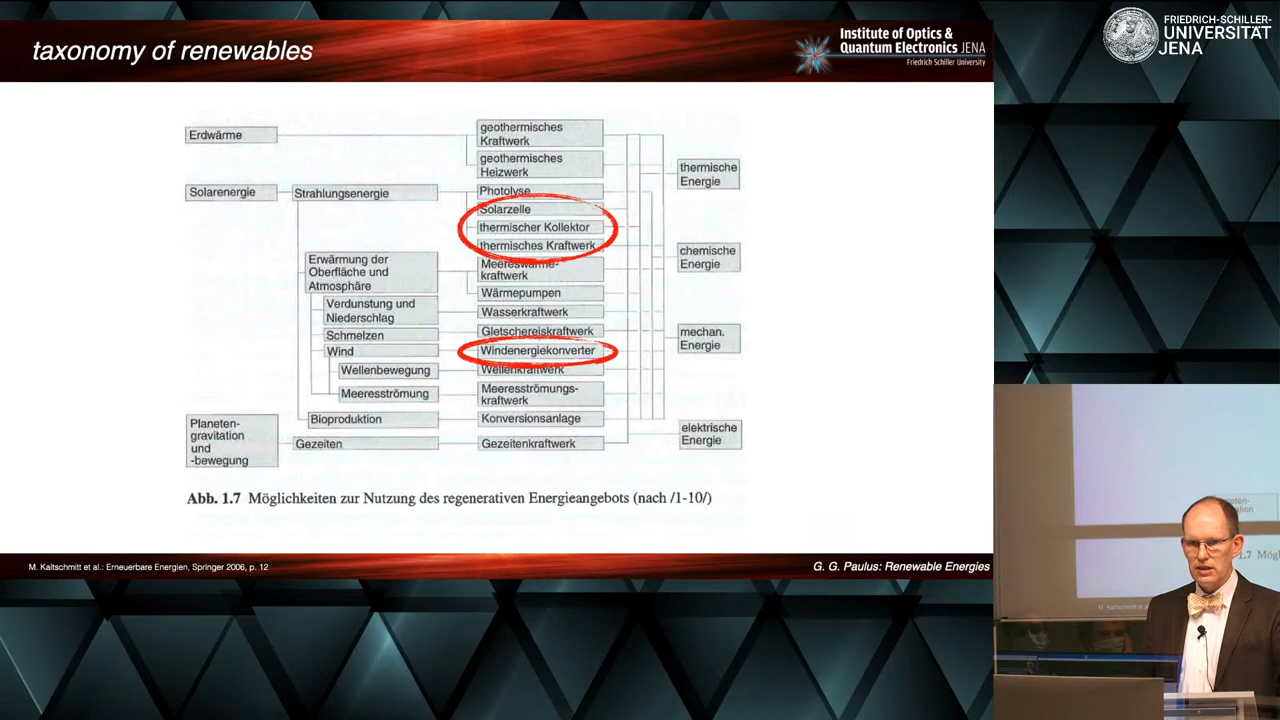 taxonomy of renewables
Institute of Optics &
Quantum Electronics JENA
Friedrich Schiller University
FRIEDRICH-SCHILLER-
UNIVERSITÄT
JENA
Erdwärme
geothermisches
Kraftwerk
geothermisches
Heizwerk
thermische
Energie
Solarenergie
Strahlungsenergie
Photolyse
Solarzelle
thermischer Kollektor
thermisches Kraftwerk
chemische
Energie
Erwärmung der
Oberfläche und
Atmosphäre
Meereswärme-
kraftwerk
Wärmepumpen
Verdunstung und
Niederschlag
Wasserkraftwerk
Schmelzen
Gletschereiskraftwerk
mechan.
Energie
Wind
Windenergiekonverter
Wellenbewegung
Wellenkraftwerk
Meeresströmung
Meeresströmungs-
kraftwerk
Bioproduktion
Konversionsanlage
Planeten-
gravitation
und
-bewegung
Gezeiten
Gezeitenkraftwerk
elektrische
Energie
Abb. 1.7 Möglichkeiten zur Nutzung des regenerativen Energieangebots (nach /1-10/)
M. Kaltschmitt et al.: Erneuerbare Energien, Springer 2006, p. 12
G. G. Paulus: Renewable Energies